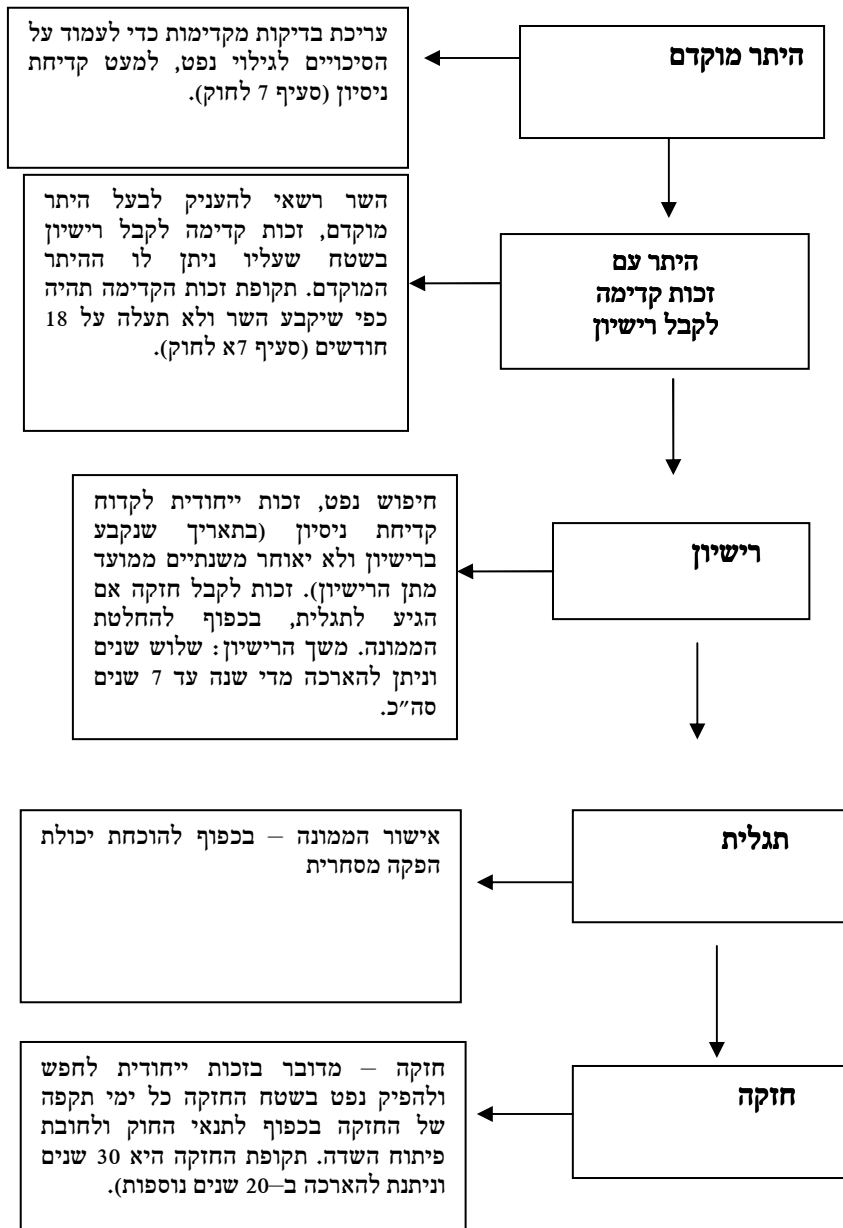 היתר מוקדם
עריכת בדיקות מקדימות כדי לעמוד על
הסיכויים לגילוי נפט, למעט קדיחת
ניסיון (סעיף 7 לחוק).
היתר עם
זכות קדימה
לקבל רישיון
השר רשאי להעניק לבעל היתר
מוקדם, זכות קדימה לקבל רישיון
בשטח שעליו ניתן לו ההיתר
המוקדם. תקופת זכות הקדימה תהיה
כפי שיקבע השר ולא תעלה על 18
חודשים (סעיף 7א לחוק).
רישיון
חיפוש נפט, זכות ייחודית לקדוח
קדיחת ניסיון (בתאריך שנקבע
ברישיון ולא יאוחר משנתיים ממועד
מתן הרישיון). זכות לקבל חזקה אם
הגיע לתגלית, בכפוף להחלטת
הממונה. משך הרישיון: שלוש שנים
וניתן להארכה מדי שנה עד 7 שנים
סה״כ.
תגלית
אישור הממונה – בכפוף להוכחת יכולת
הפקה מסחרית
חזקה
חזקה – מדובר בזכות ייחודית לחפש
ולהפיק נפט בשטח החזקה כל ימי תקפה
של החזקה בכפוף לתנאי החוק ולחובת
פיתוח השדה. תקופת החזקה היא 30 שנים
וניתנת להארכה ב–20 שנים נוספות).